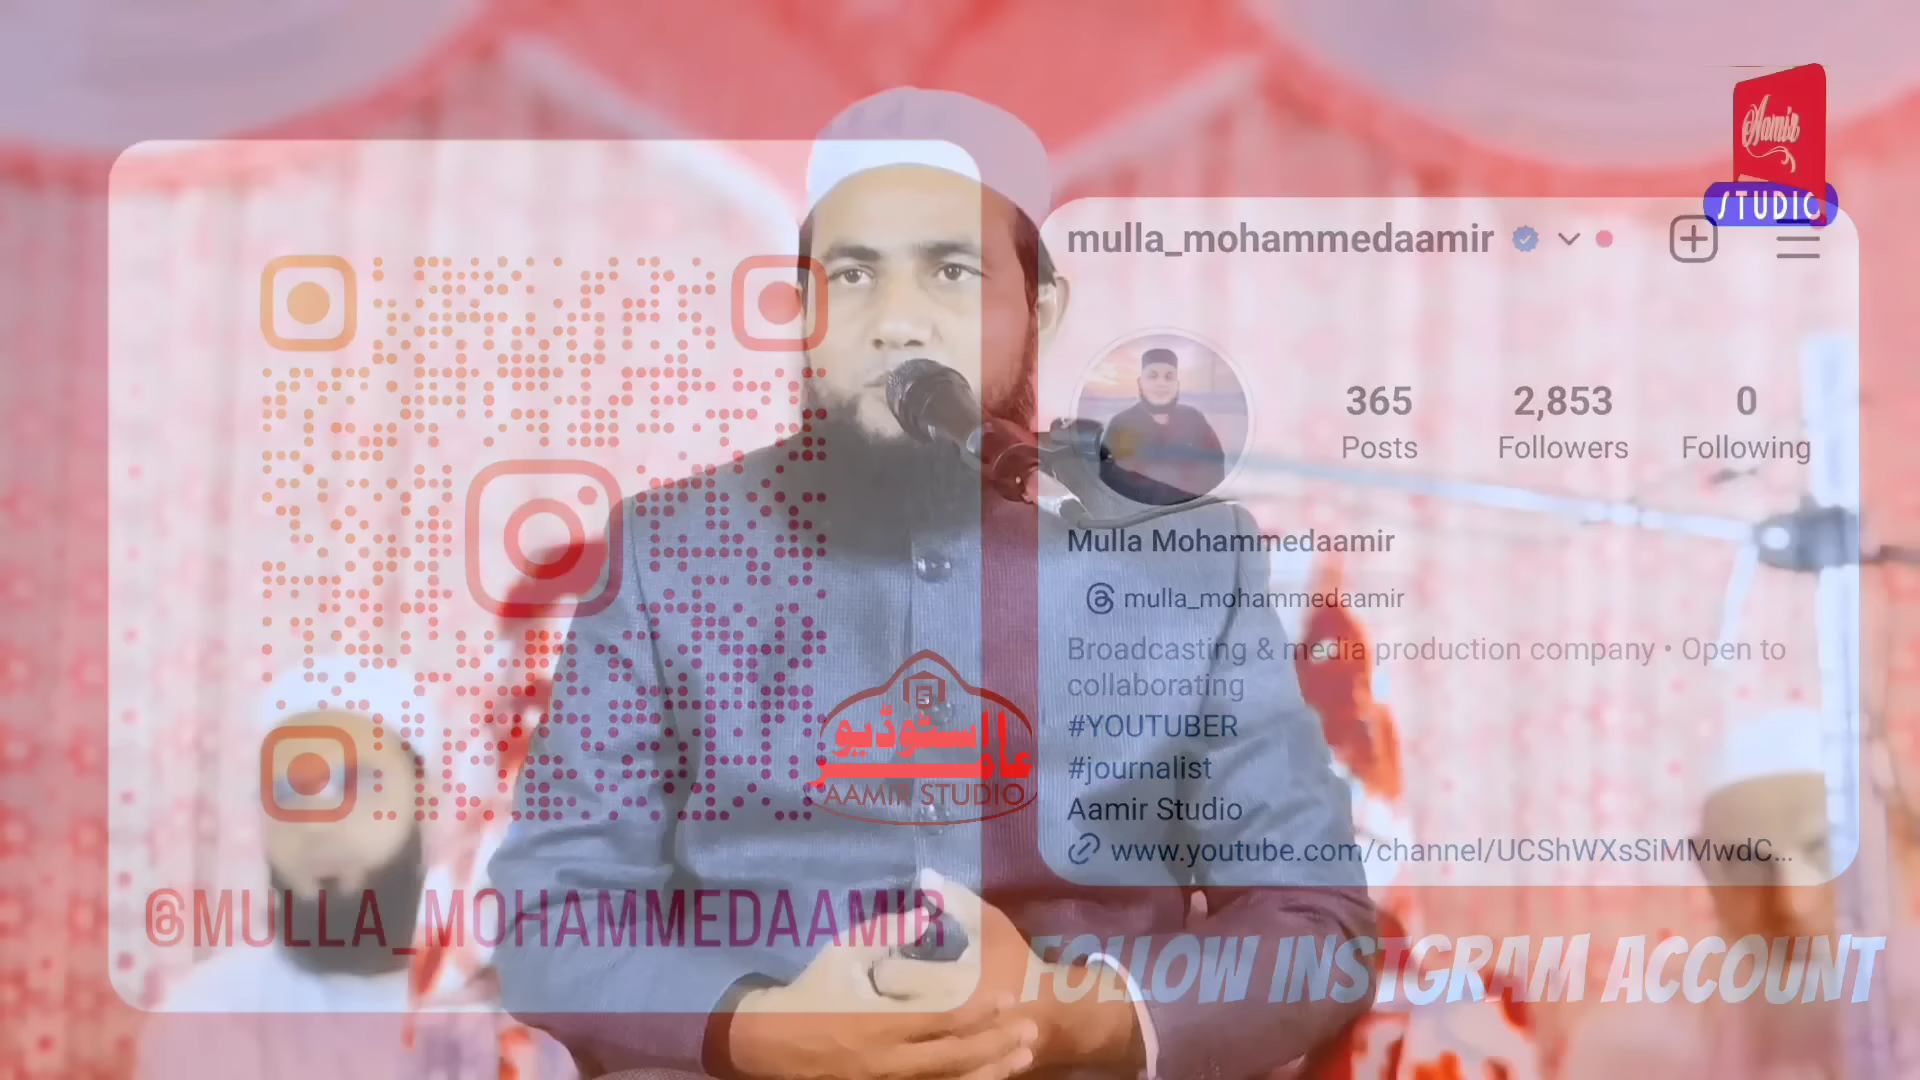 Aamir
STUDIO
mulla_mohammedaamir
365
2,853
0
Posts
Followers
Following
Mulla Mohammedaamir
mulla_mohammedaamir
Broadcasting & media production company • Open to
collaborating
#YOUTUBER
#journalist
Aamir Studio
www.youtube.com/channel/UCShWXsSiMMwdC...
عامر اسٹوڈیو
AAMIR STUDIO
@MULLA_MOHAMMEDAAMIR
FOLLOW INSTGRAM ACCOUNT